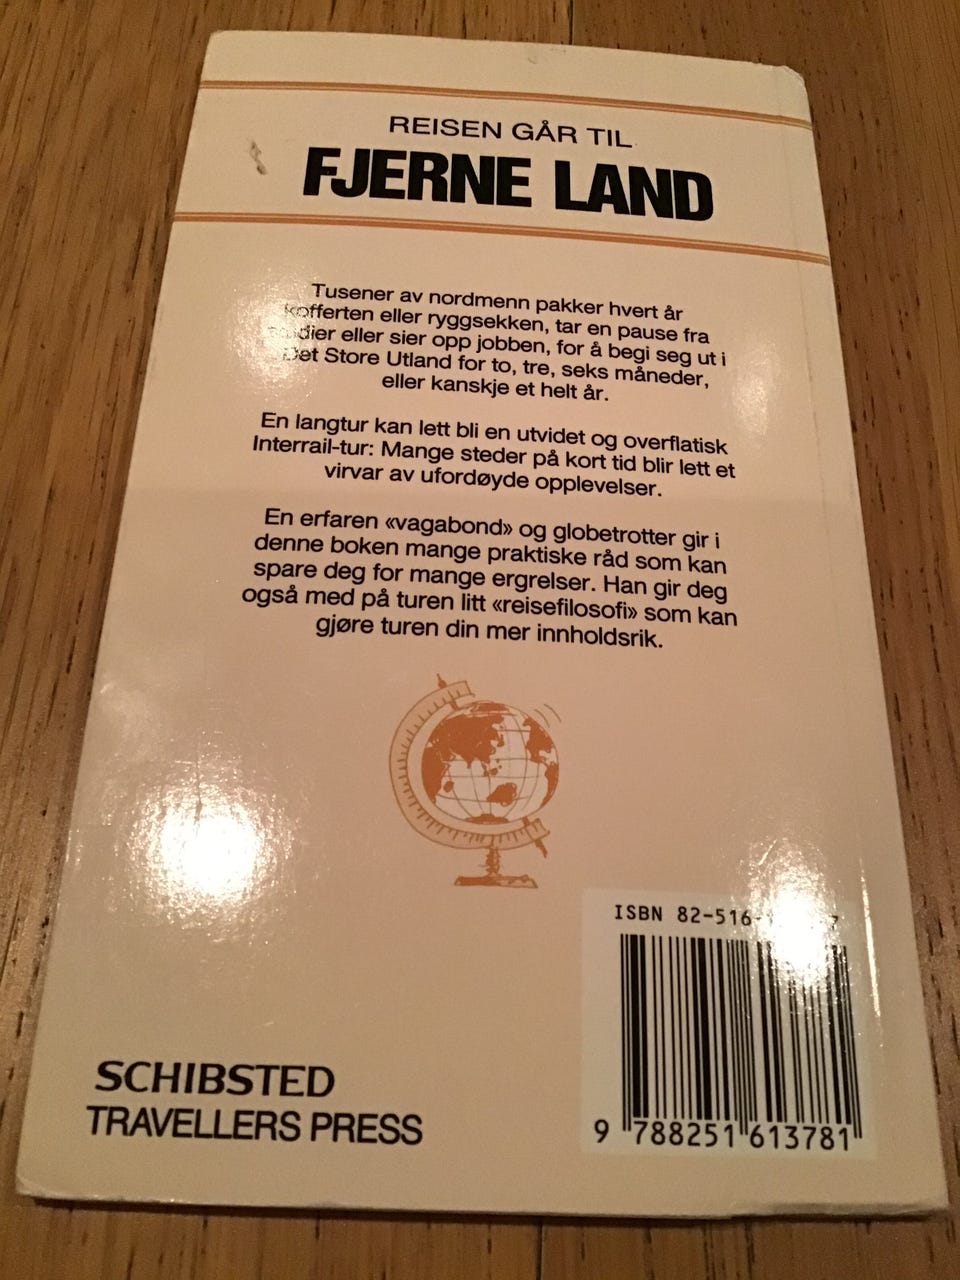 REISEN GÅR TIL
FJERNE LAND
Tusener av nordmenn pakker hvert år
kofferten eller ryggsekken, tar en pause fra
eller sier opp jobben, for å begi seg ut i
Det Store Utland for to, tre, seks måneder,
eller kanskje et helt år.
En langtur kan lett bli en utvidet og overflatisk
Interrail-tur: Mange steder på kort tid blir lett et
virvar av ufordøyde opplevelser.
En erfaren «vagabond» og globetrotter gir i
denne boken mange praktiske råd som kan
spare deg for mange ergrelser. Han gir deg
også med på turen litt «reisefilosofi» som kan
gjøre turen din mer innholdsrik.
ISBN 82-516-
9 788251 613781
SCHIBSTED
TRAVELLERS PRESS